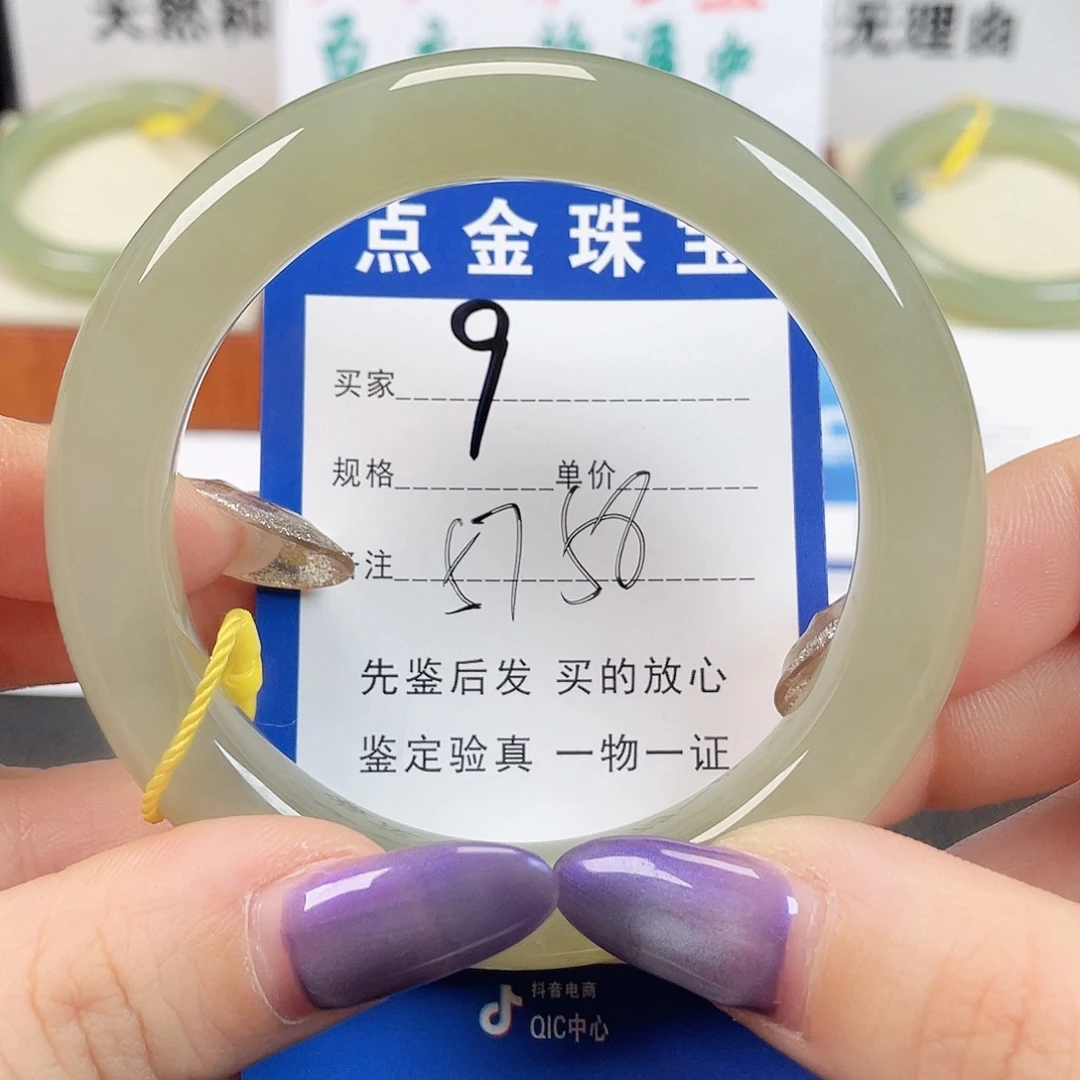 无理由
点金珠宝
9
买家
规格 单价
备注 57 58
先鉴后发 买的放心
鉴定验真 一物一证
抖音电商
QIC中心